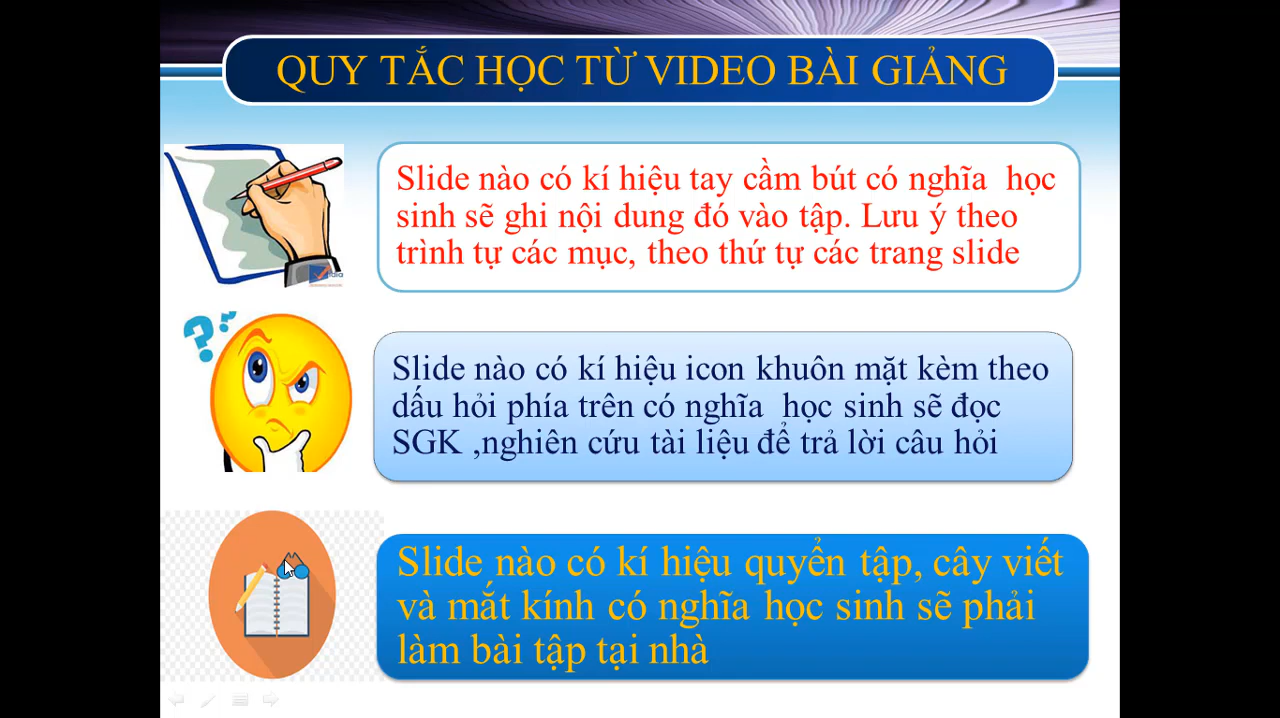 QUY TẮC HỌC TỪ VIDEO BÀI GIẢNG
Slide nào có kí hiệu tay cầm bút có nghĩa học
sinh sẽ ghi nội dung đó vào tập. Lưu ý theo
trình tự các mục, theo thứ tự các trang slide
Slide nào có kí hiệu icon khuôn mặt kèm theo
dấu hỏi phía trên có nghĩa học sinh sẽ đọc
SGK ,nghiên cứu tài liệu để trả lời câu hỏi
Slide nào có kí hiệu quyển tập, cây viết
và mắt kính có nghĩa học sinh sẽ phải
làm bài tập tại nhà